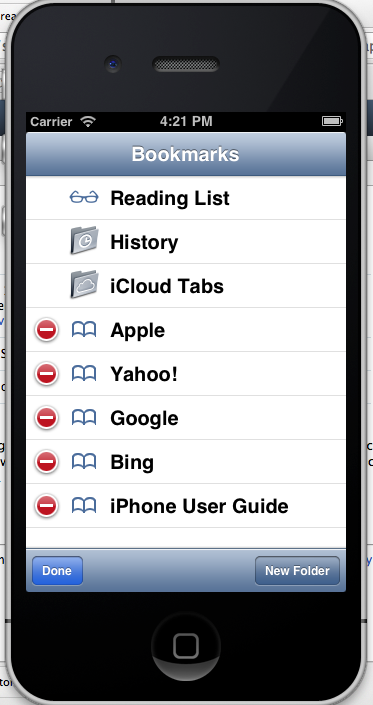 Carrier 4:21 PM
Bookmarks
Reading List
History
iCloud Tabs
Apple
Yahoo!
Google
Bing
iPhone User Guide
Done New Folder